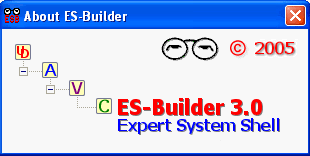 About ES-Builder
© 2005
A
V
C
ES-Builder 3.0
Expert System Shell